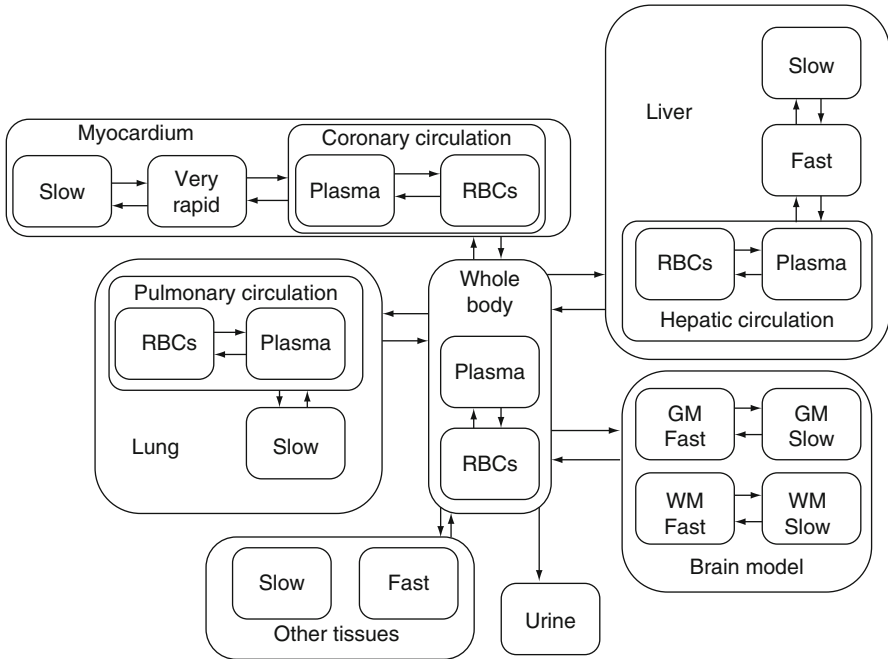 Myocardium
Slow
Very
rapid
Coronary circulation
Plasma
RBCs
Liver
Slow
Fast
RBCs
Plasma
Hepatic circulation
Pulmonary circulation
RBCs
Plasma
Lung
Slow
Whole
body
Plasma
RBCs
GM
Fast
GM
Slow
WM
Fast
WM
Slow
Brain model
Slow
Fast
Other tissues
Urine